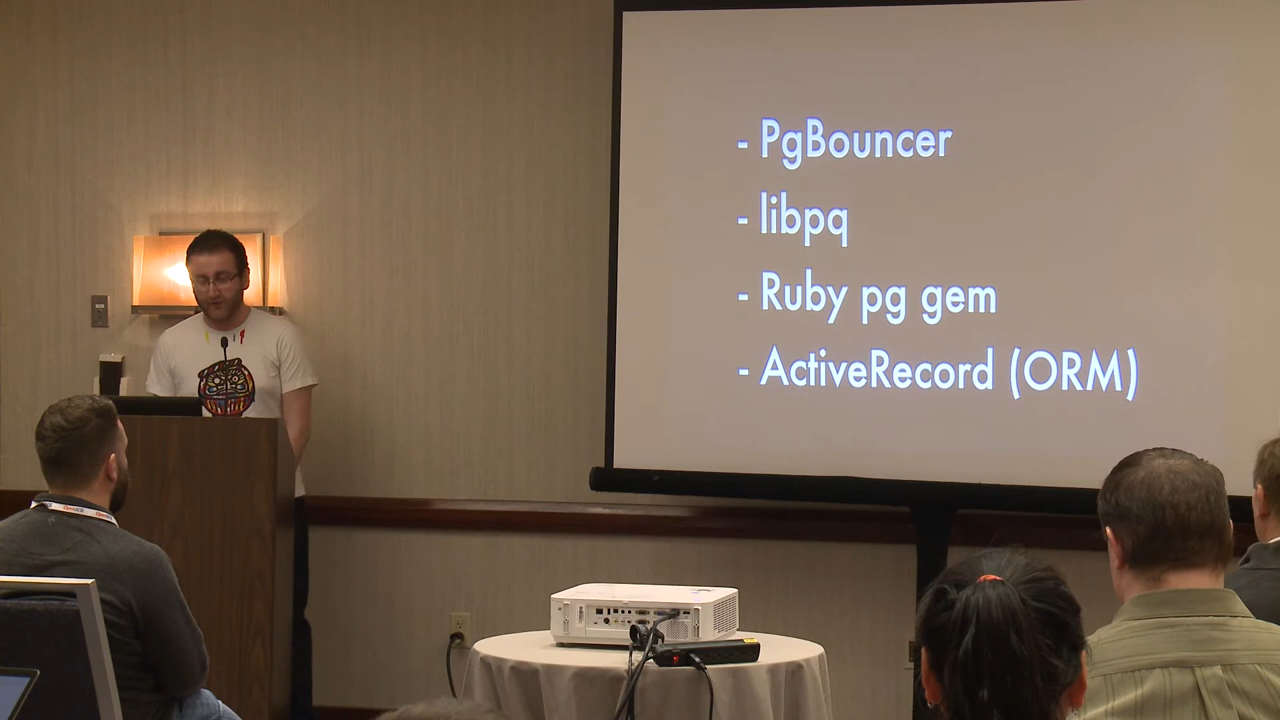 - PgBouncer
- libpq
- Ruby pg gem
- ActiveRecord (ORM)